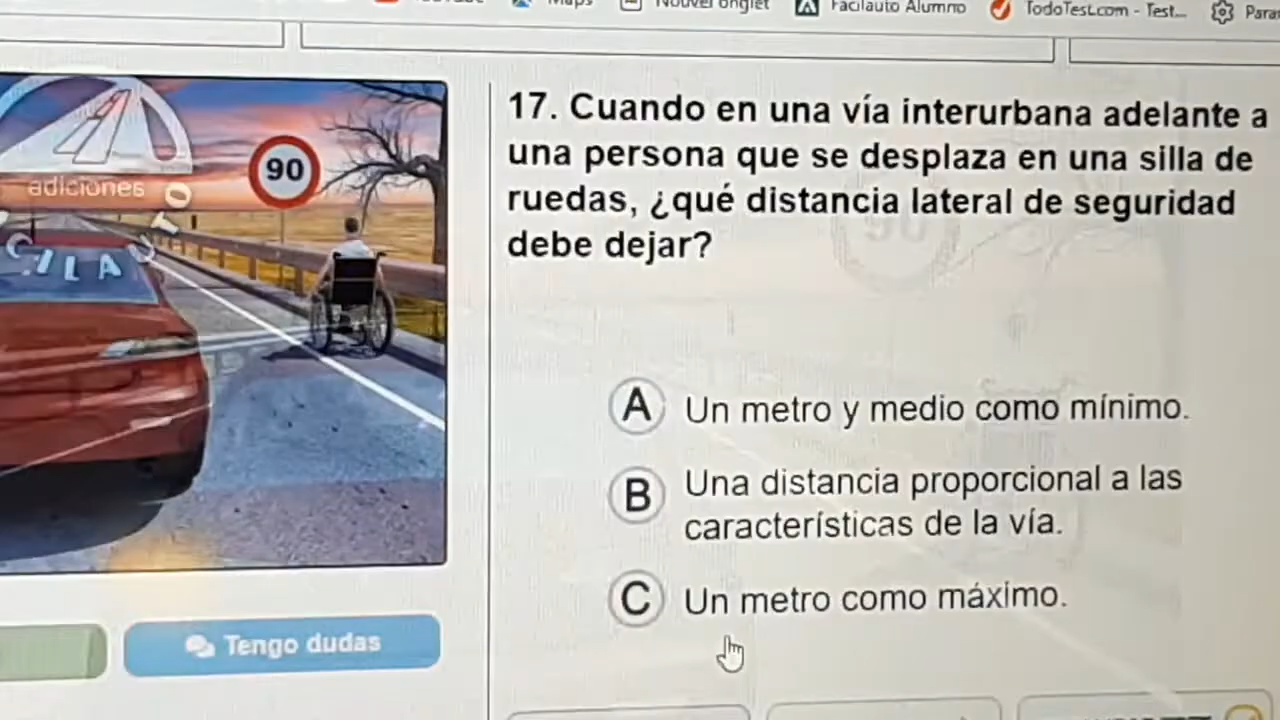 Maps
Nouvel onglet
Facilauto Alumno
TodoTest.com - Test...
adiciones
90
17. Cuando en una vía interurbana adelante a
una persona que se desplaza en una silla de
ruedas, ¿qué distancia lateral de seguridad
debe dejar?
A Un metro y medio como mínimo.
B Una distancia proporcional a las
características de la vía.
C Un metro como máximo.
Tengo dudas